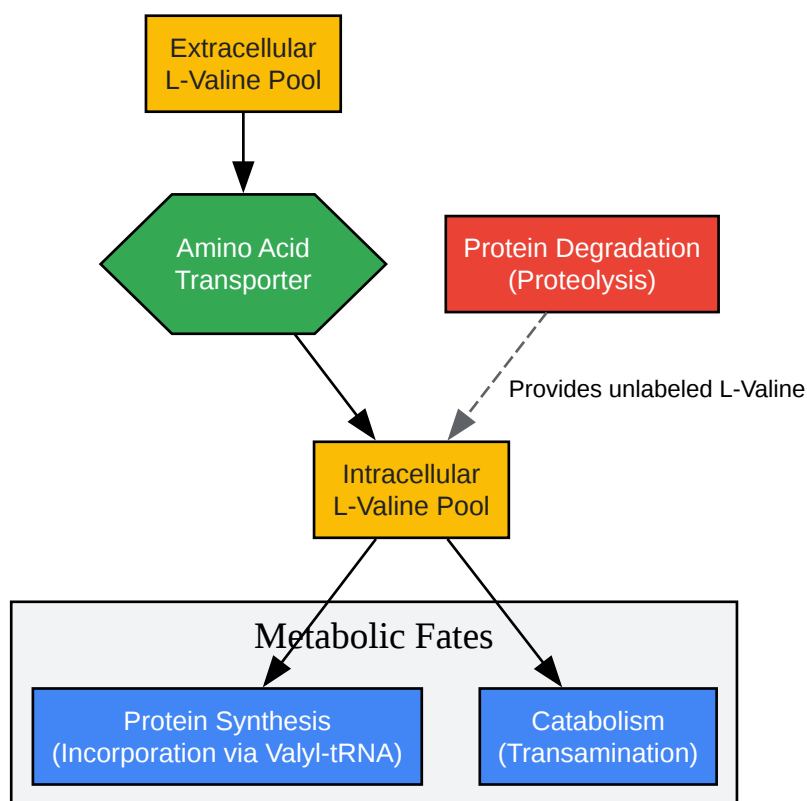 Extracellular
L-Valine Pool
Amino Acid
Transporter
Protein Degradation
(Proteolysis)
Provides unlabeled L-Valine
Intracellular
L-Valine Pool
Metabolic Fates
Protein Synthesis
(Incorporation via Valyl-tRNA)
Catabolism
(Transamination)